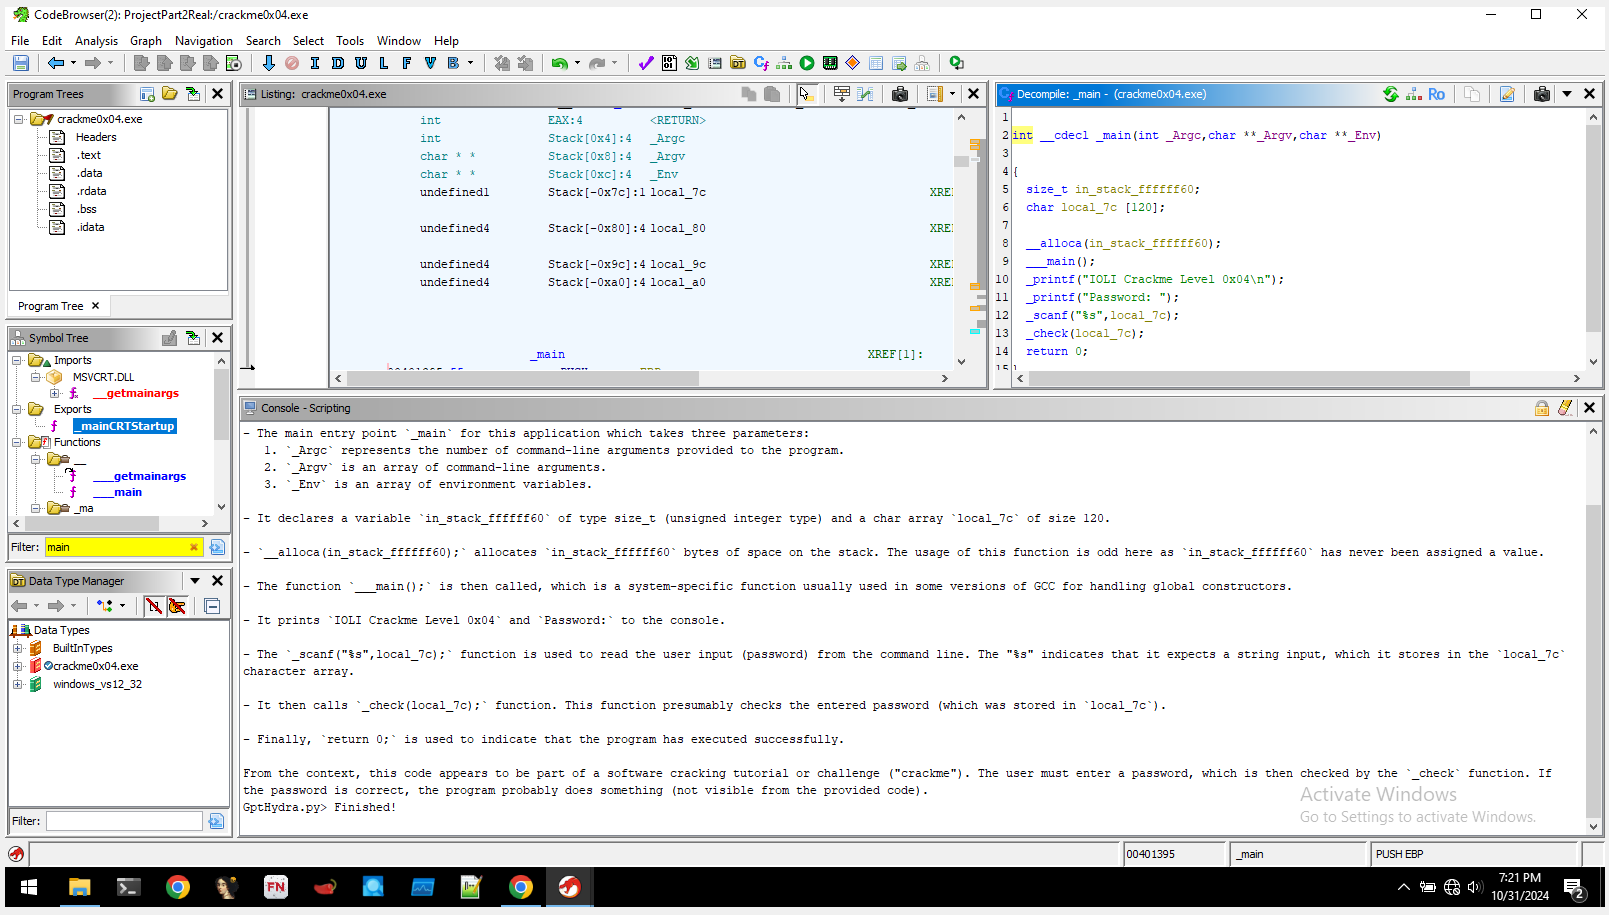 CodeBrowser(2): ProjectPart2Real:/crackme0x04.exe
File Edit Analysis Graph Navigation Search Select Tools Window Help
I D U L F V B
Program Trees
crackme0x04.exe
Headers
.text
.data
.rdata
.bss
.idata
Program Tree
Symbol Tree
Imports
MSVCRT.DLL
__getmainargs
Exports
_mainCRTStartup
Functions
__
___getmainargs
___main
_ma
Filter: main
Data Type Manager
Data Types
BuiltInTypes
crackme0x04.exe
windows_vs12_32
Filter:
Listing: crackme0x04.exe
int EAX:4 <RETURN>
int Stack[0x4]:4 _Argc
char * * Stack[0x8]:4 _Argv
char * * Stack[0xc]:4 _Env
undefined1 Stack[-0x7c]:1 local_7c XREF
undefined4 Stack[-0x80]:4 local_80 XREF
undefined4 Stack[-0x9c]:4 local_9c XREF
undefined4 Stack[-0xa0]:4 local_a0 XREF
_main XREF[1]:
Decompile: _main - (crackme0x04.exe)
1
2 int __cdecl _main(int _Argc,char **_Argv,char **_Env)
3
4 {
5 size_t in_stack_ffffff60;
6 char local_7c [120];
7
8 __alloca(in_stack_ffffff60);
9 ___main();
10 _printf("IOLI Crackme Level 0x04\n");
11 _printf("Password: ");
12 _scanf("%s",local_7c);
13 _check(local_7c);
14 return 0;
15 }
Console - Scripting
- The main entry point `_main` for this application which takes three parameters:
1. `_Argc` represents the number of command-line arguments provided to the program.
2. `_Argv` is an array of command-line arguments.
3. `_Env` is an array of environment variables.
- It declares a variable `in_stack_ffffff60` of type size_t (unsigned integer type) and a char array `local_7c` of size 120.
- `__alloca(in_stack_ffffff60);` allocates `in_stack_ffffff60` bytes of space on the stack. The usage of this function is odd here as `in_stack_ffffff60` has never been assigned a value.
- The function `___main();` is then called, which is a system-specific function usually used in some versions of GCC for handling global constructors.
- It prints `IOLI Crackme Level 0x04` and `Password:` to the console.
- The `_scanf("%s",local_7c);` function is used to read the user input (password) from the command line. The "%s" indicates that it expects a string input, which it stores in the `local_7c`
character array.
- It then calls `_check(local_7c);` function. This function presumably checks the entered password (which was stored in `local_7c`).
- Finally, `return 0;` is used to indicate that the program has executed successfully.
From the context, this code appears to be part of a software cracking tutorial or challenge ("crackme"). The user must enter a password, which is then checked by the `_check` function. If
the password is correct, the program probably does something (not visible from the provided code).
GptHydra.py> Finished!
Activate Windows
Go to Settings to activate Windows.
00401395 _main PUSH EBP
FN
7:21 PM
10/31/2024
2